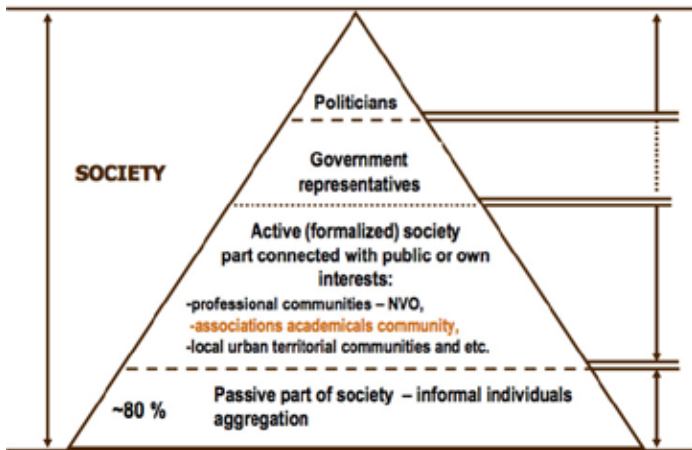 Politicians
SOCIETY
Government
representatives
Active (formalized) society
part connected with public or own
interests:
-professional communities – NVO,
-associations academicals community,
-local urban territorial communities and etc.
~80 %
Passive part of society – informal individuals
aggregation